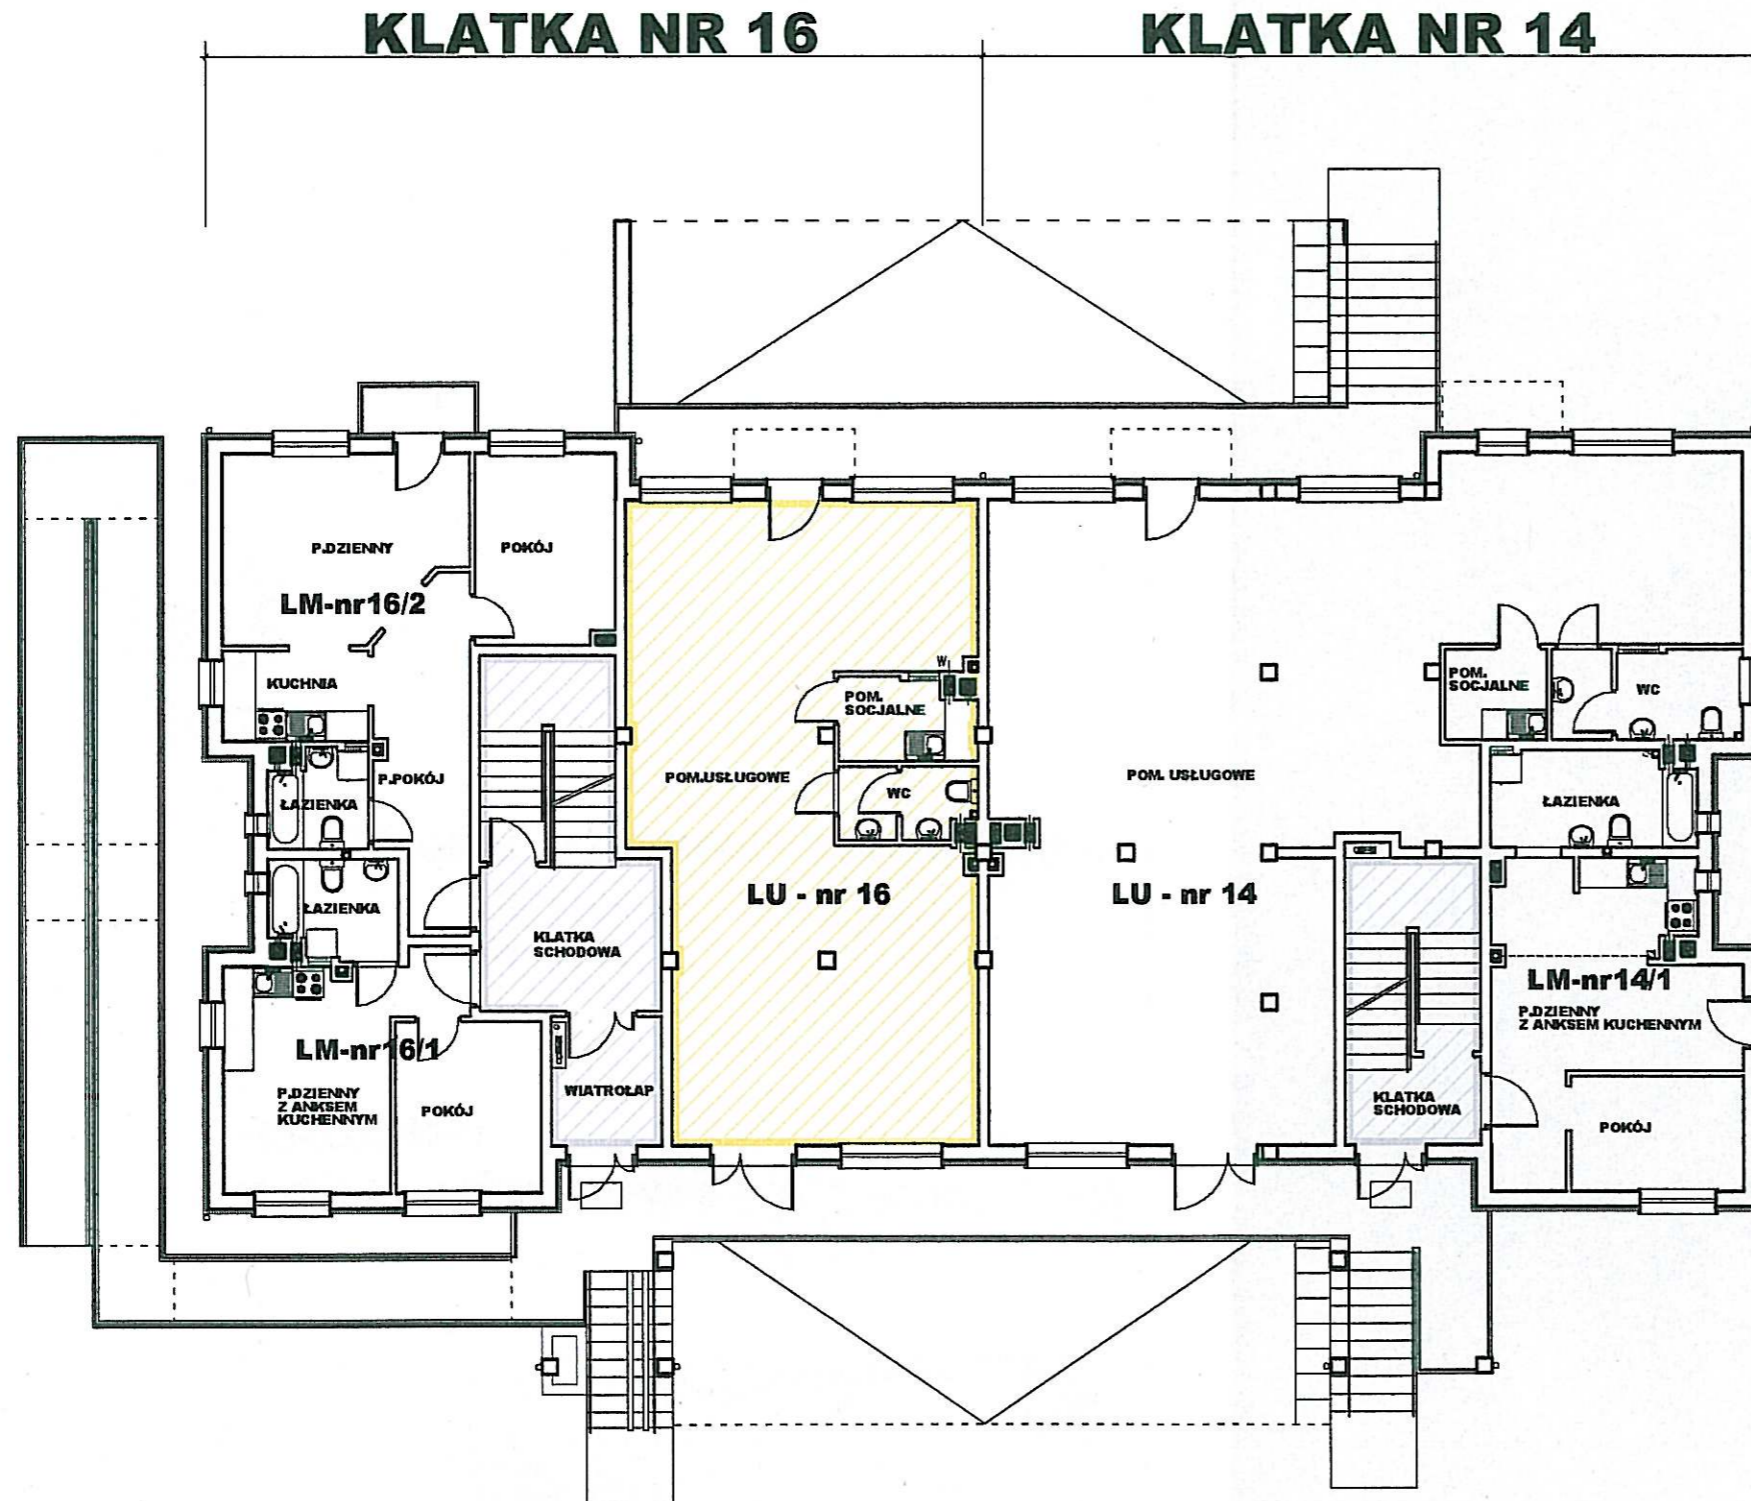 KLATKA NR 16
KLATKA NR 14
P.DZIENNY
POKÓJ
LM-nr16/2
KUCHNIA
P.POKÓJ
ŁAZIENKA
ŁAZIENKA
KLATKA
SCHODOWA
LM-nr16/1
P.DZIENNY
Z ANKSEM
KUCHENNYM
POKÓJ
WIATROŁAP
W
POM.
SOCJALNE
POM.USŁUGOWE
WC
LU - nr 16
POM. USŁUGOWE
LU - nr 14
POM.
SOCJALNE
WC
ŁAZIENKA
LM-nr14/1
P.DZIENNY
Z ANKSEM KUCHENNYM
KLATKA
SCHODOWA
POKÓJ